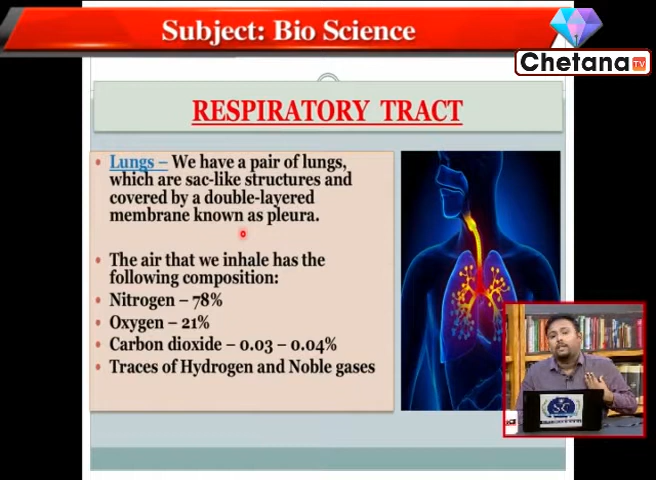 Subject: Bio Science
Chetana TV
RESPIRATORY TRACT
Lungs – We have a pair of lungs,
which are sac-like structures and
covered by a double-layered
membrane known as pleura.
The air that we inhale has the
following composition:
Nitrogen – 78%
Oxygen – 21%
Carbon dioxide – 0.03 – 0.04%
Traces of Hydrogen and Noble gases